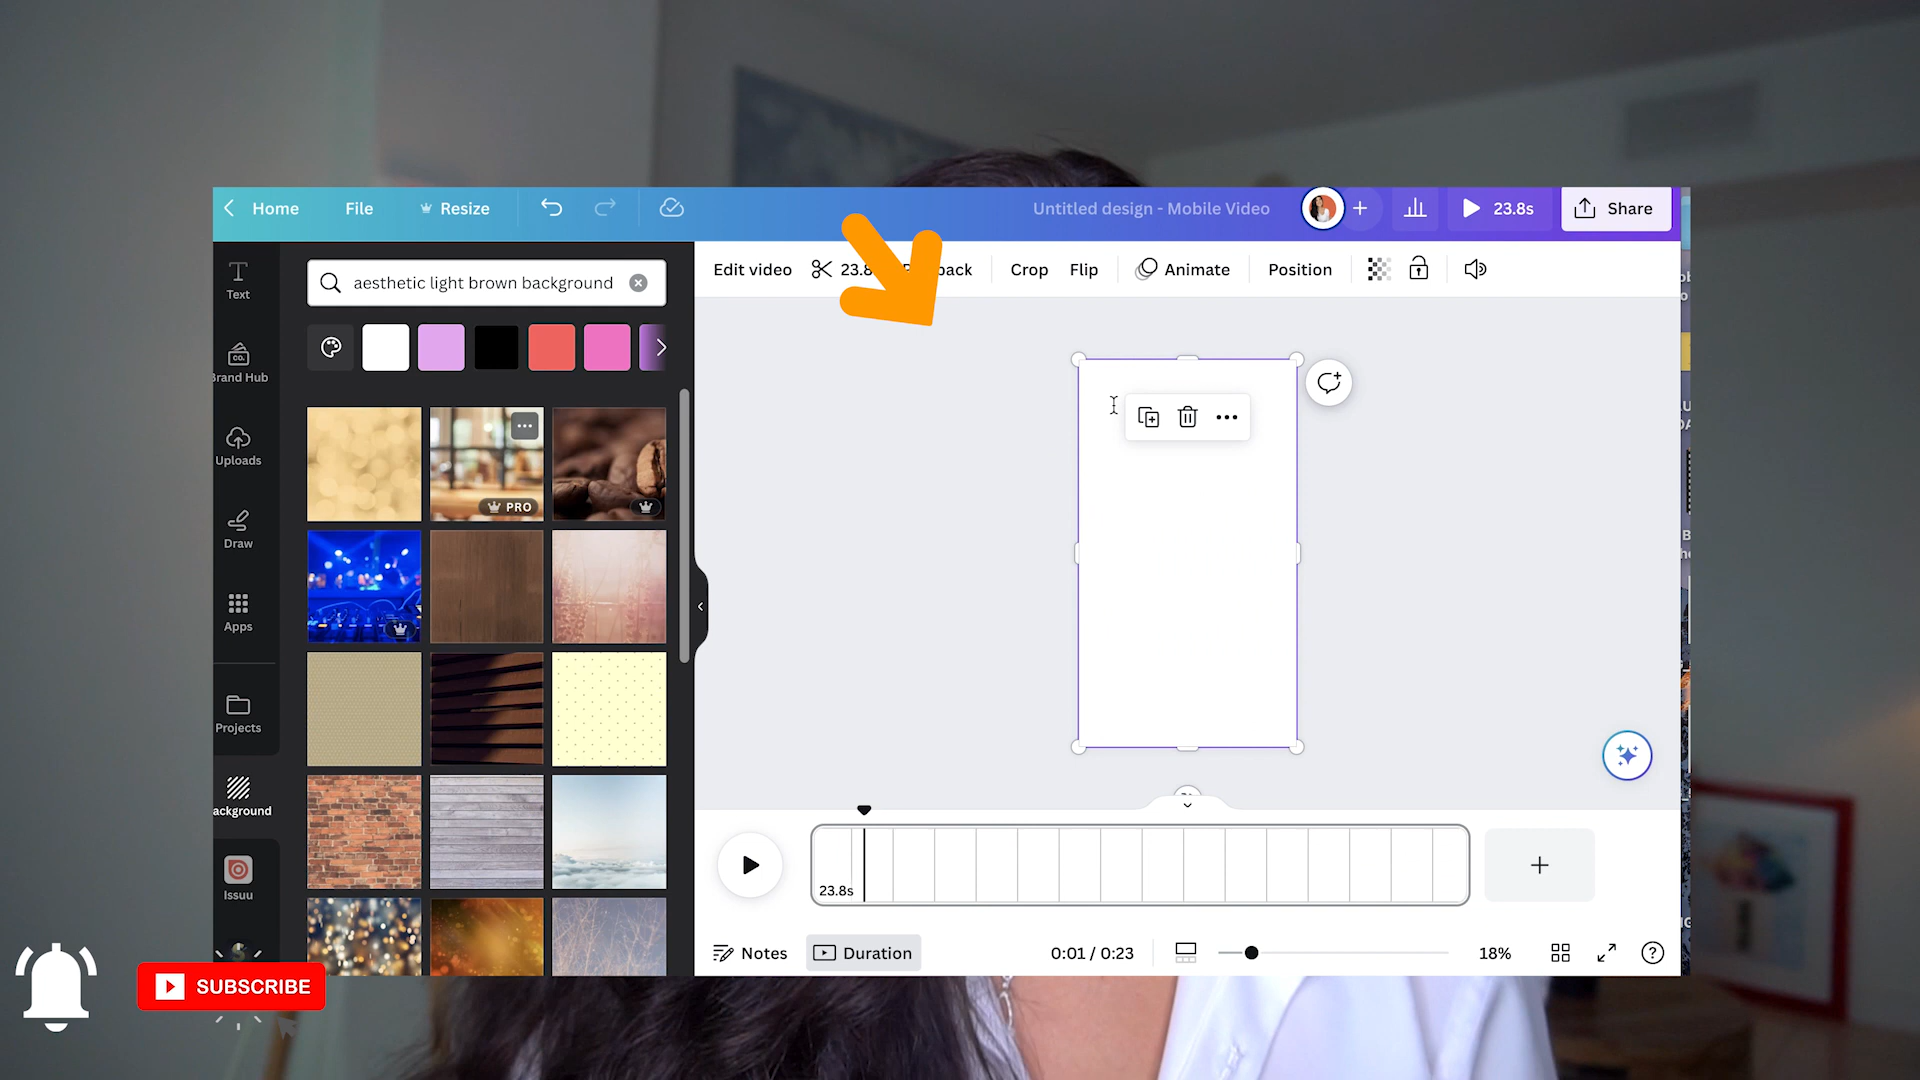 Home File Resize Untitled design - Mobile Video 23.8s Share
Text
Brand Hub
CO.
Uploads
Draw
Apps
Projects
ackground
Issuu
aesthetic light brown background
PRO
Edit video 23.8 ack Crop Flip Animate Position
23.8s
Notes Duration 0:01 / 0:23 18%
SUBSCRIBE